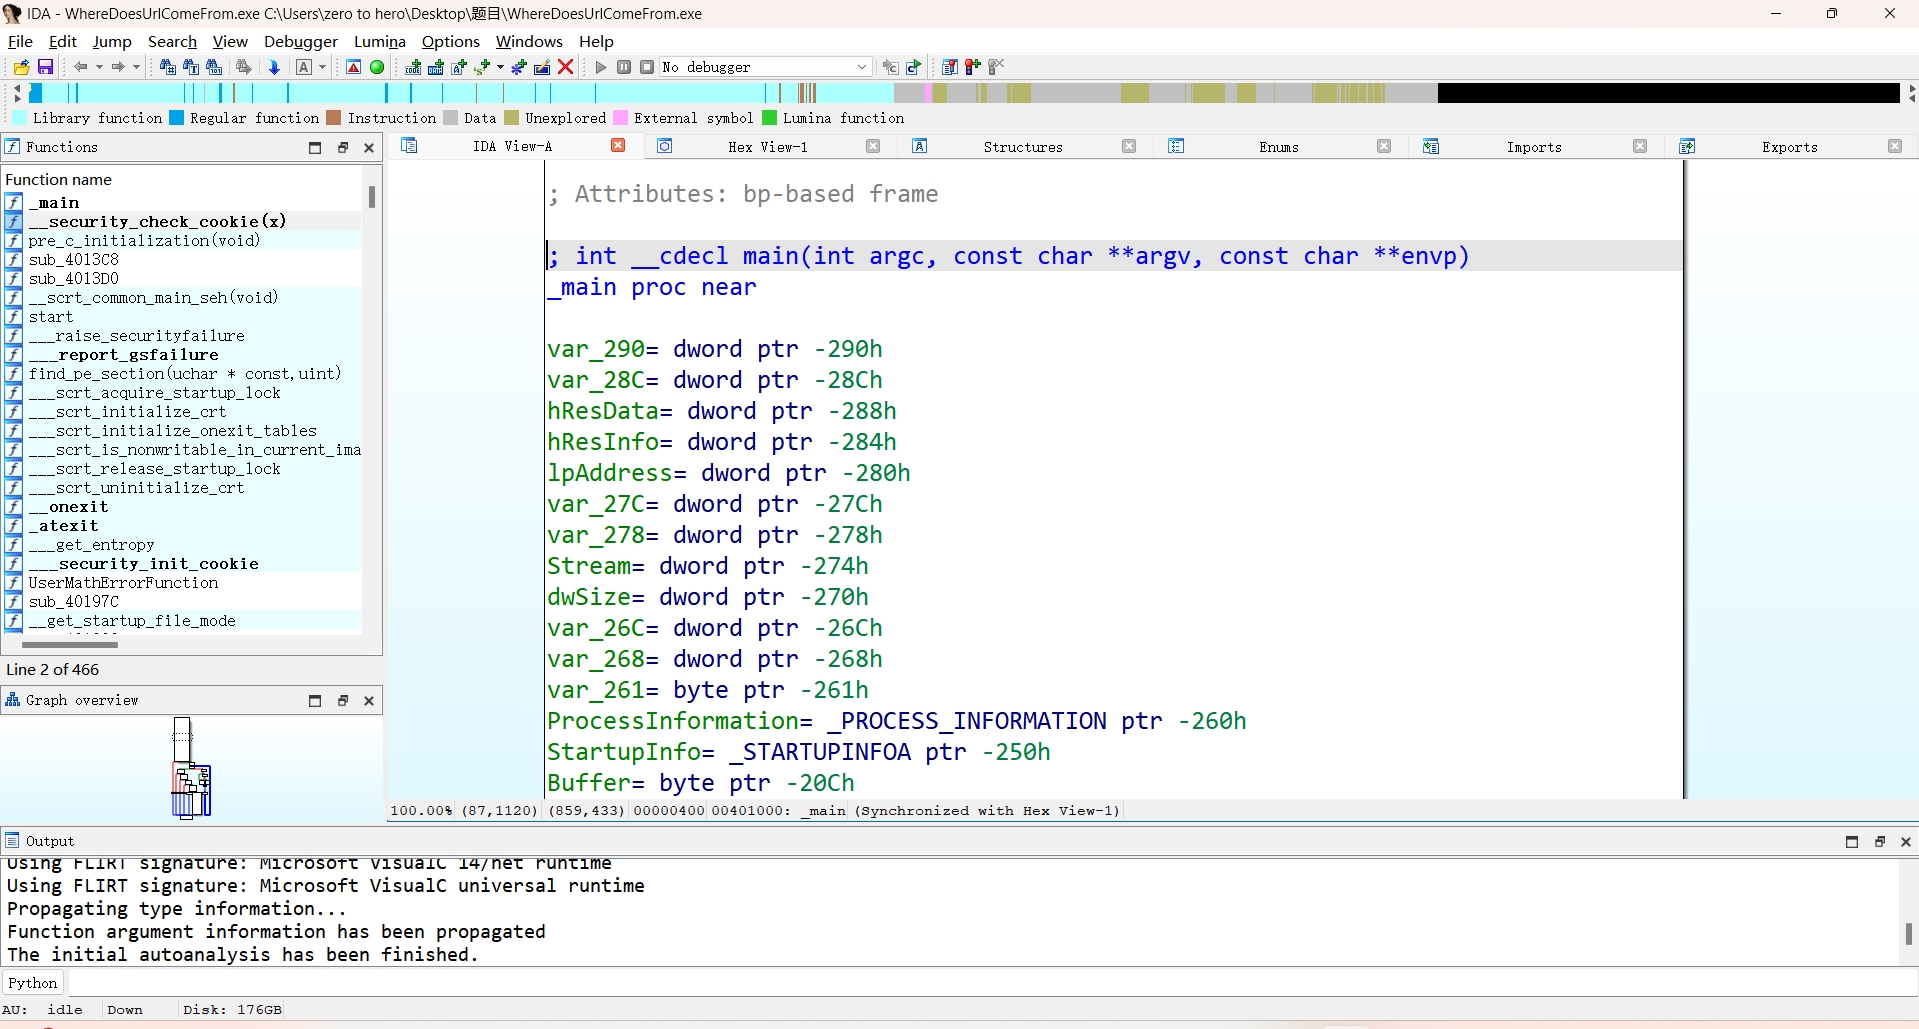 IDA - WhereDoesUrlComeFrom.exe C:\Users\zero to hero\Desktop\题目\WhereDoesUrlComeFrom.exe
File Edit Jump Search View Debugger Lumina Options Windows Help
No debugger
Library function Regular function Instruction Data Unexplored External symbol Lumina function
Functions
IDA View-A Hex View-1 Structures Enums Imports Exports
Function name
_main
__security_check_cookie(x)
pre_c_initialization(void)
sub_4013C8
sub_4013D0
__scrt_common_main_seh(void)
start
___raise_securityfailure
___report_gsfailure
find_pe_section(uchar * const,uint)
___scrt_acquire_startup_lock
___scrt_initialize_crt
___scrt_initialize_onexit_tables
___scrt_is_nonwritable_in_current_ima
___scrt_release_startup_lock
___scrt_uninitialize_crt
__onexit
_atexit
___get_entropy
___security_init_cookie
UserMathErrorFunction
sub_40197C
__get_startup_file_mode
Line 2 of 466
Graph overview
; Attributes: bp-based frame
; int __cdecl main(int argc, const char **argv, const char **envp)
_main proc near
var_290= dword ptr -290h
var_28C= dword ptr -28Ch
hResData= dword ptr -288h
hResInfo= dword ptr -284h
lpAddress= dword ptr -280h
var_27C= dword ptr -27Ch
var_278= dword ptr -278h
Stream= dword ptr -274h
dwSize= dword ptr -270h
var_26C= dword ptr -26Ch
var_268= dword ptr -268h
var_261= byte ptr -261h
ProcessInformation= _PROCESS_INFORMATION ptr -260h
StartupInfo= _STARTUPINFOA ptr -250h
Buffer= byte ptr -20Ch
100.00% (87,1120) (859,433) 00000400 00401000: _main (Synchronized with Hex View-1)
Output
Using FLIRT signature: Microsoft VisualC 14/net runtime
Using FLIRT signature: Microsoft VisualC universal runtime
Propagating type information...
Function argument information has been propagated
The initial autoanalysis has been finished.
Python
AU: idle Down Disk: 176GB